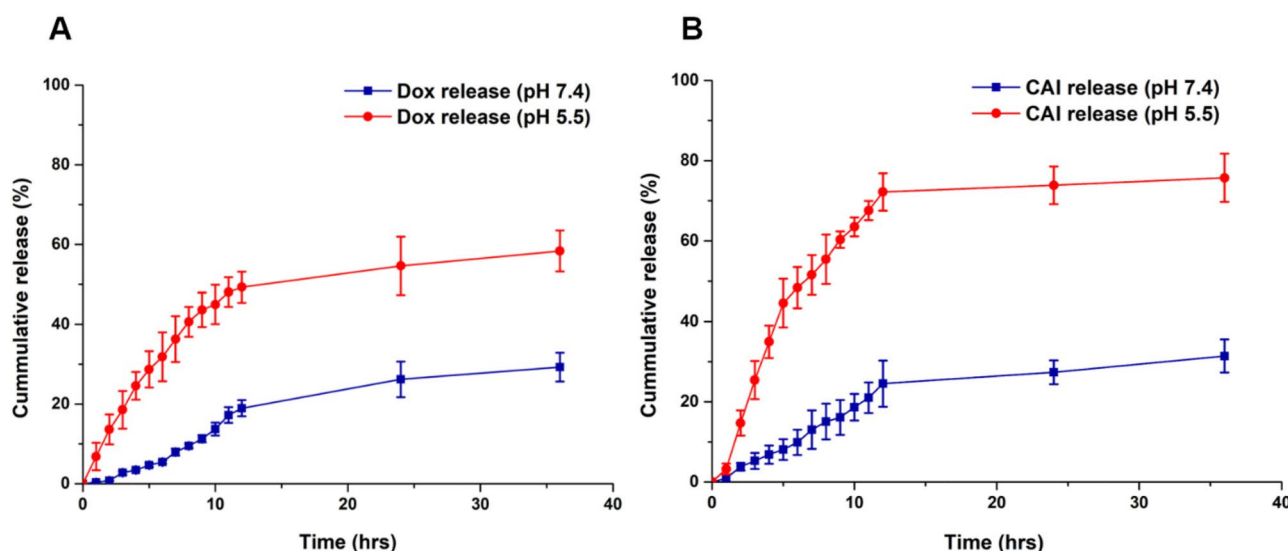 A
Dox release (pH 7.4)
Dox release (pH 5.5)
100
80
60
40
20
0
Cummulative release (%)
0 10 20 30 40
Time (hrs)
B
CAI release (pH 7.4)
CAI release (pH 5.5)
100
80
60
40
20
0
Cummulative release (%)
0 10 20 30 40
Time (hrs)